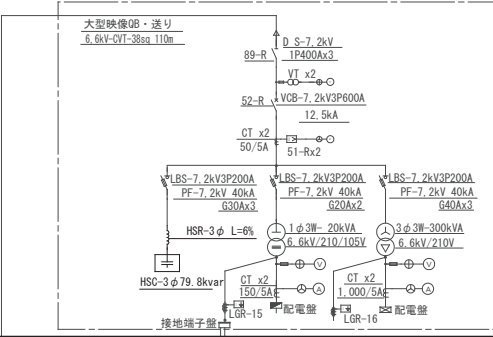 大型映像QB・送り
6.6kV-CVT-38sq 110m
D S-7.2kV
89-R 1P400Ax3
VT x2
52-R VCB-7.2kV3P600A
12.5kA
CT x2
50/5A 51-Rx2
LBS-7.2kV3P200A LBS-7.2kV3P200A LBS-7.2kV3P200A
PF-7.2kV 40kA PF-7.2kV 40kA PF-7.2kV 40kA
G30Ax3 G20Ax2 G40Ax3
HSR-3φ L=6% 1φ3W- 20kVA 3φ3W-300kVA
6.6kV/210/105V 6.6kV/210V
HSC-3φ79.8kvar
V V
CT x2 CT x2
150/5A A 1,000/5A A
LGR-15 配電盤 LGR-16 配電盤
接地端子盤